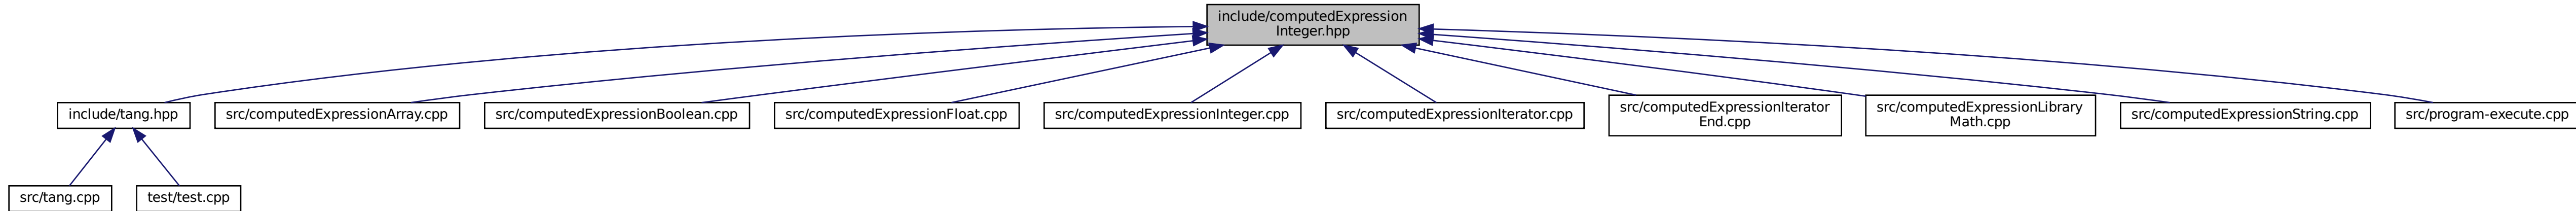 include/computedExpression
Integer.hpp
include/tang.hpp
src/computedExpressionArray.cpp
src/computedExpressionBoolean.cpp
src/computedExpressionFloat.cpp
src/computedExpressionInteger.cpp
src/computedExpressionIterator.cpp
src/computedExpressionIterator
End.cpp
src/computedExpressionLibrary
Math.cpp
src/computedExpressionString.cpp
src/program-execute.cpp
src/tang.cpp
test/test.cpp